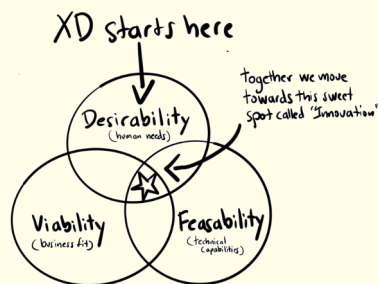 XD starts here
together we move
towards this sweet
spot called "Innovation"
Desirability
(human needs)
Viability
(business fit)
Feasability
(technical
capabilities)